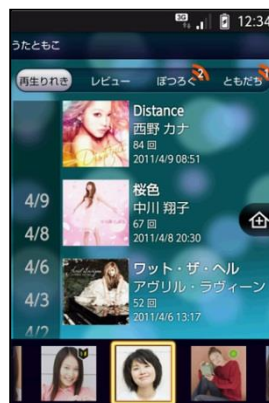 3G
12:34
うたともこ
再生りれき
レビュー
ぽつろぐ
2
ともだち
Distance
西野 カナ
84 回
2011/4/9 08:51
4/9
桜色
中川 翔子
67 回
2011/4/8 20:30
4/8
4/6
ワット・ザ・ヘル
アヴリル・ラヴィーン
52 回
2011/4/6 13:17
4/3
4/2